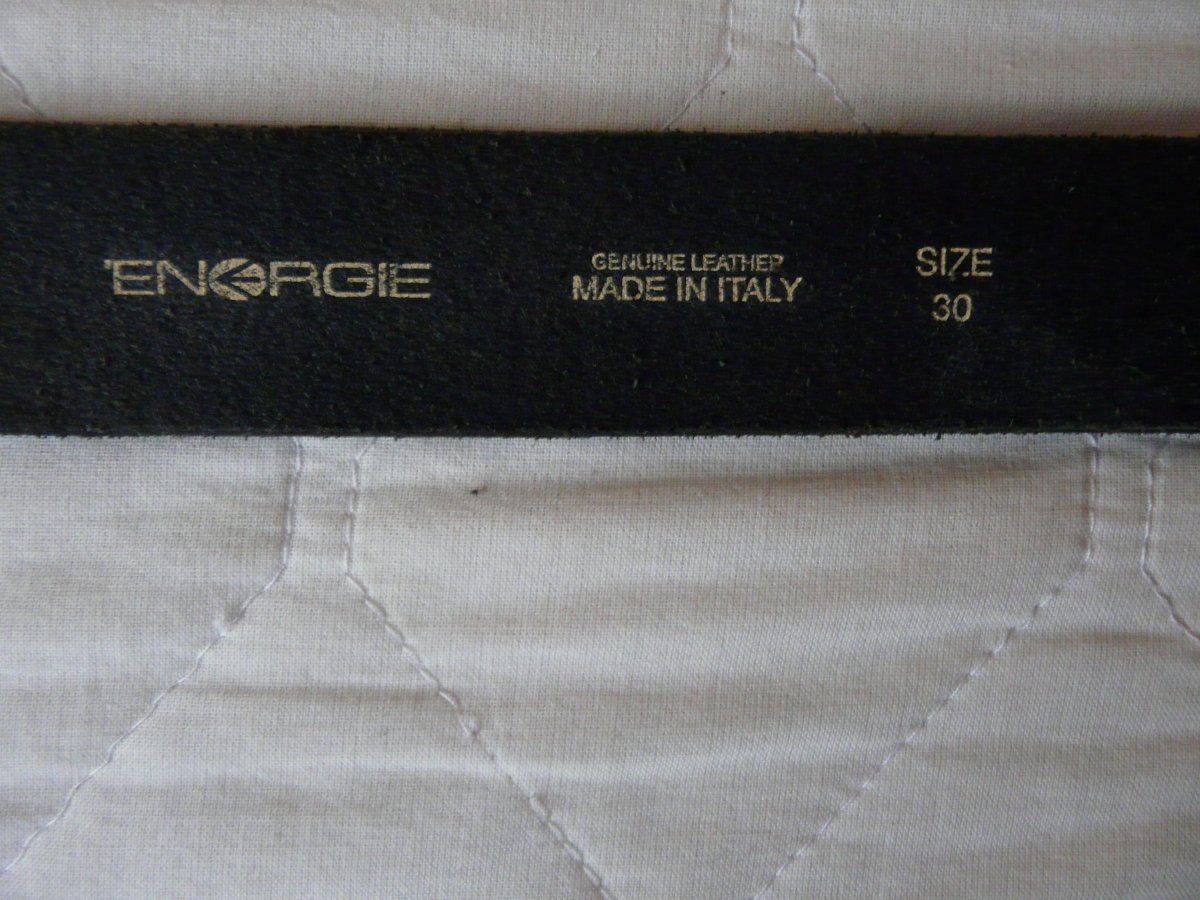 ENERGIE
GENUINE LEATHER
MADE IN ITALY
SIZE
30